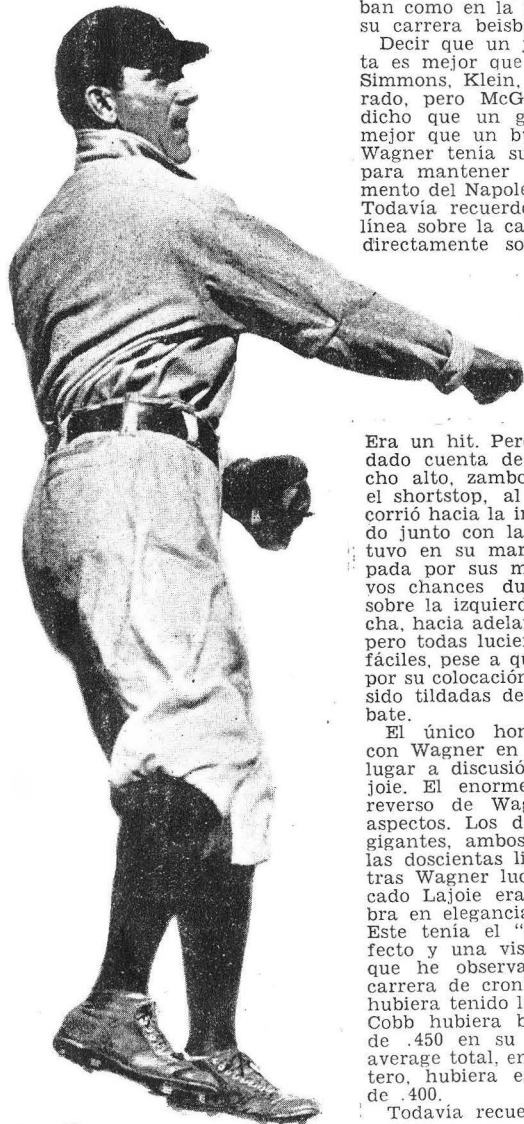 ban como en la
su carrera beisb
Decir que un j
ta es mejor que
Simmons, Klein,
rado, pero McG
dicho que un g
mejor que un b
Wagner tenía su
para mantener
mento del Napole
Todavía recuerdo
línea sobre la ca
directamente so
Era un hit. Pero
dado cuenta de
cho alto, zambo
el shortstop, al
corrió hacia la in
do junto con la
tuvo en su man
pada por sus m
vos chances du
sobre la izquierd
cha, hacia adelan
pero todas lucier
fáciles, pese a qu
por su colocación
sido tildadas de
bate.
El único hor
con Wagner en
lugar a discusió
joie. El enorme
reverso de Wag
aspectos. Los d
gigantes, ambos
las doscientas li
tras Wagner luc
cado Lajoie era
bra en elegancia
Este tenía el "
fecto y una vis
que he observa
carrera de cron
hubiera tenido l
Cobb hubiera b
de .450 en su
average total, en
tero, hubiera e
de .400.
Todavía recue